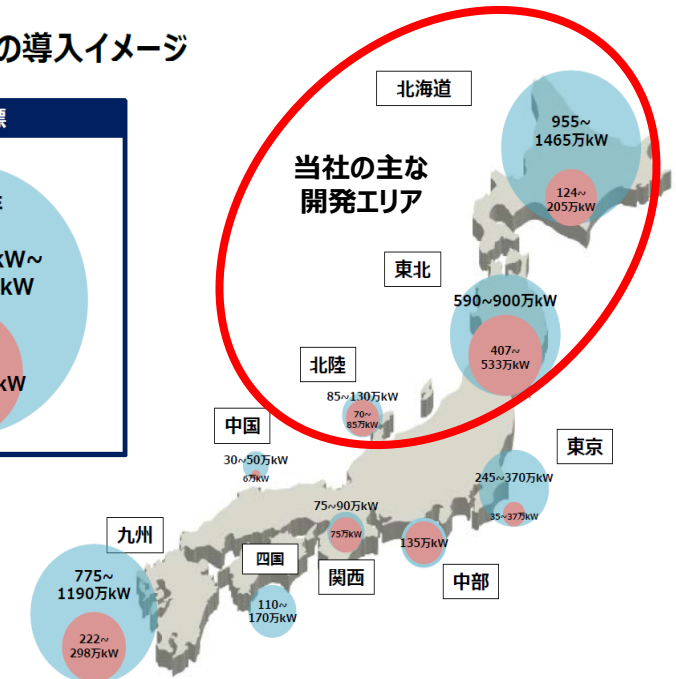 の導入イメージ
標
kW~
kW
kW
当社の主な
開発エリア
北海道
955~
1465万kW
124~
205万kW
東北
590~900万kW
407~
533万kW
北陸
85~130万kW
70~
85万kW
中国
30~50万kW
6万kW
東京
245~370万kW
35~37万kW
75~90万kW
75万kW
関西
135万kW
中部
九州
775~
1190万kW
222~
298万kW
四国
110~
170万kW